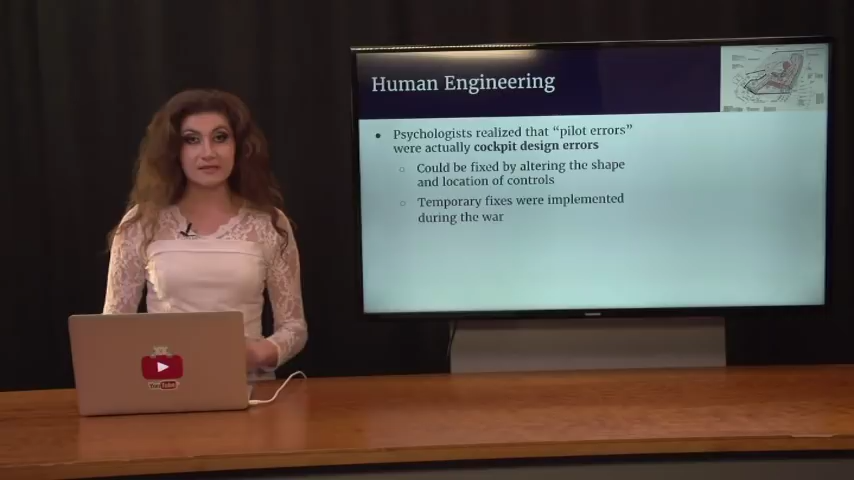 Human Engineering
● Psychologists realized that “pilot errors”
were actually cockpit design errors
○ Could be fixed by altering the shape
and location of controls
○ Temporary fixes were implemented
during the war
YouTube